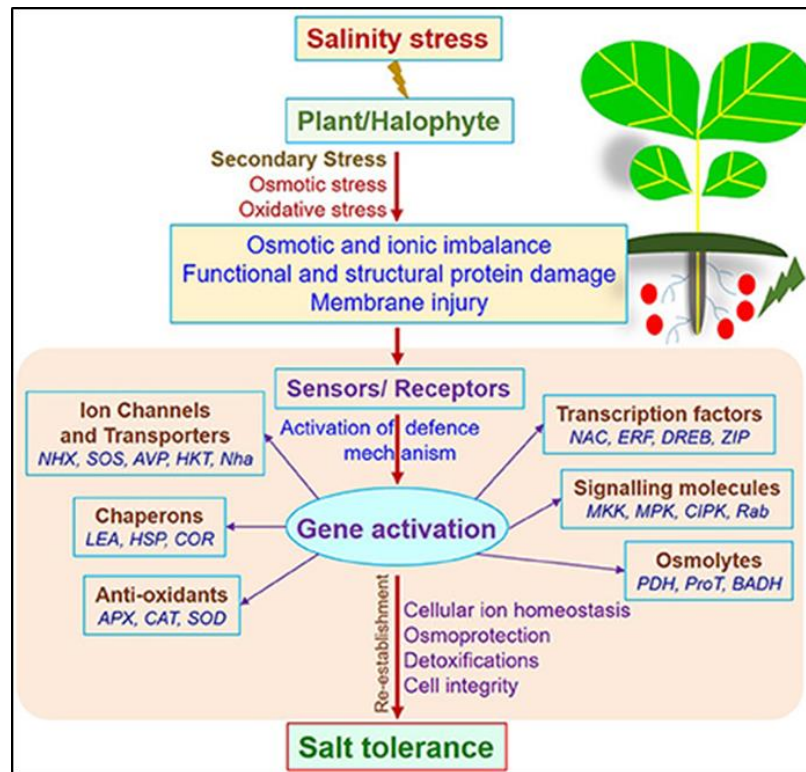 Salinity stress
Plant/Halophyte
Secondary Stress
Osmotic stress
Oxidative stress
Osmotic and ionic imbalance
Functional and structural protein damage
Membrane injury
Sensors/ Receptors
Activation of defence
mechanism
Gene activation
Ion Channels
and Transporters
NHX, SOS, AVP, HKT, Nha
Chaperons
LEA, HSP, COR
Anti-oxidants
APX, CAT, SOD
Transcription factors
NAC, ERF, DREB, ZIP
Signalling molecules
MKK, MPK, CIPK, Rab
Osmolytes
PDH, ProT, BADH
Re-establishment
Cellular ion homeostasis
Osmoprotection
Detoxifications
Cell integrity
Salt tolerance